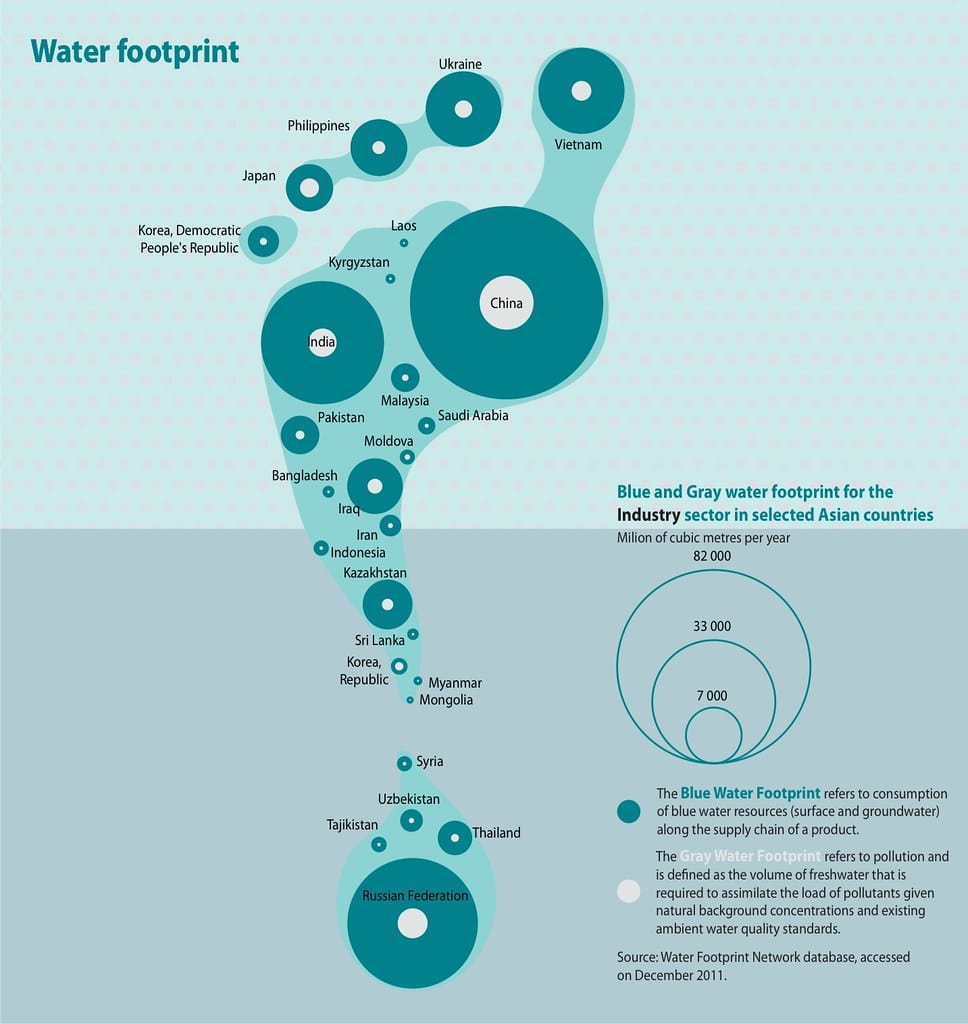 Water footprint
Ukraine
Vietnam
Philippines
Japan
Korea, Democratic
People's Republic
Laos
Kyrgyzstan
China
India
Malaysia
Pakistan
Saudi Arabia
Moldova
Bangladesh
Iraq
Iran
Indonesia
Kazakhstan
Sri Lanka
Korea,
Republic
Myanmar
Mongolia
Syria
Uzbekistan
Tajikistan
Thailand
Russian Federation
Blue and Gray water footprint for the
Industry sector in selected Asian countries
Milion of cubic metres per year
82 000
33 000
7 000
The Blue Water Footprint refers to consumption
of blue water resources (surface and groundwater)
along the supply chain of a product.
The Gray Water Footprint refers to pollution and
is defined as the volume of freshwater that is
required to assimilate the load of pollutants given
natural background concentrations and existing
ambient water quality standards.
Source: Water Footprint Network database, accessed
on December 2011.